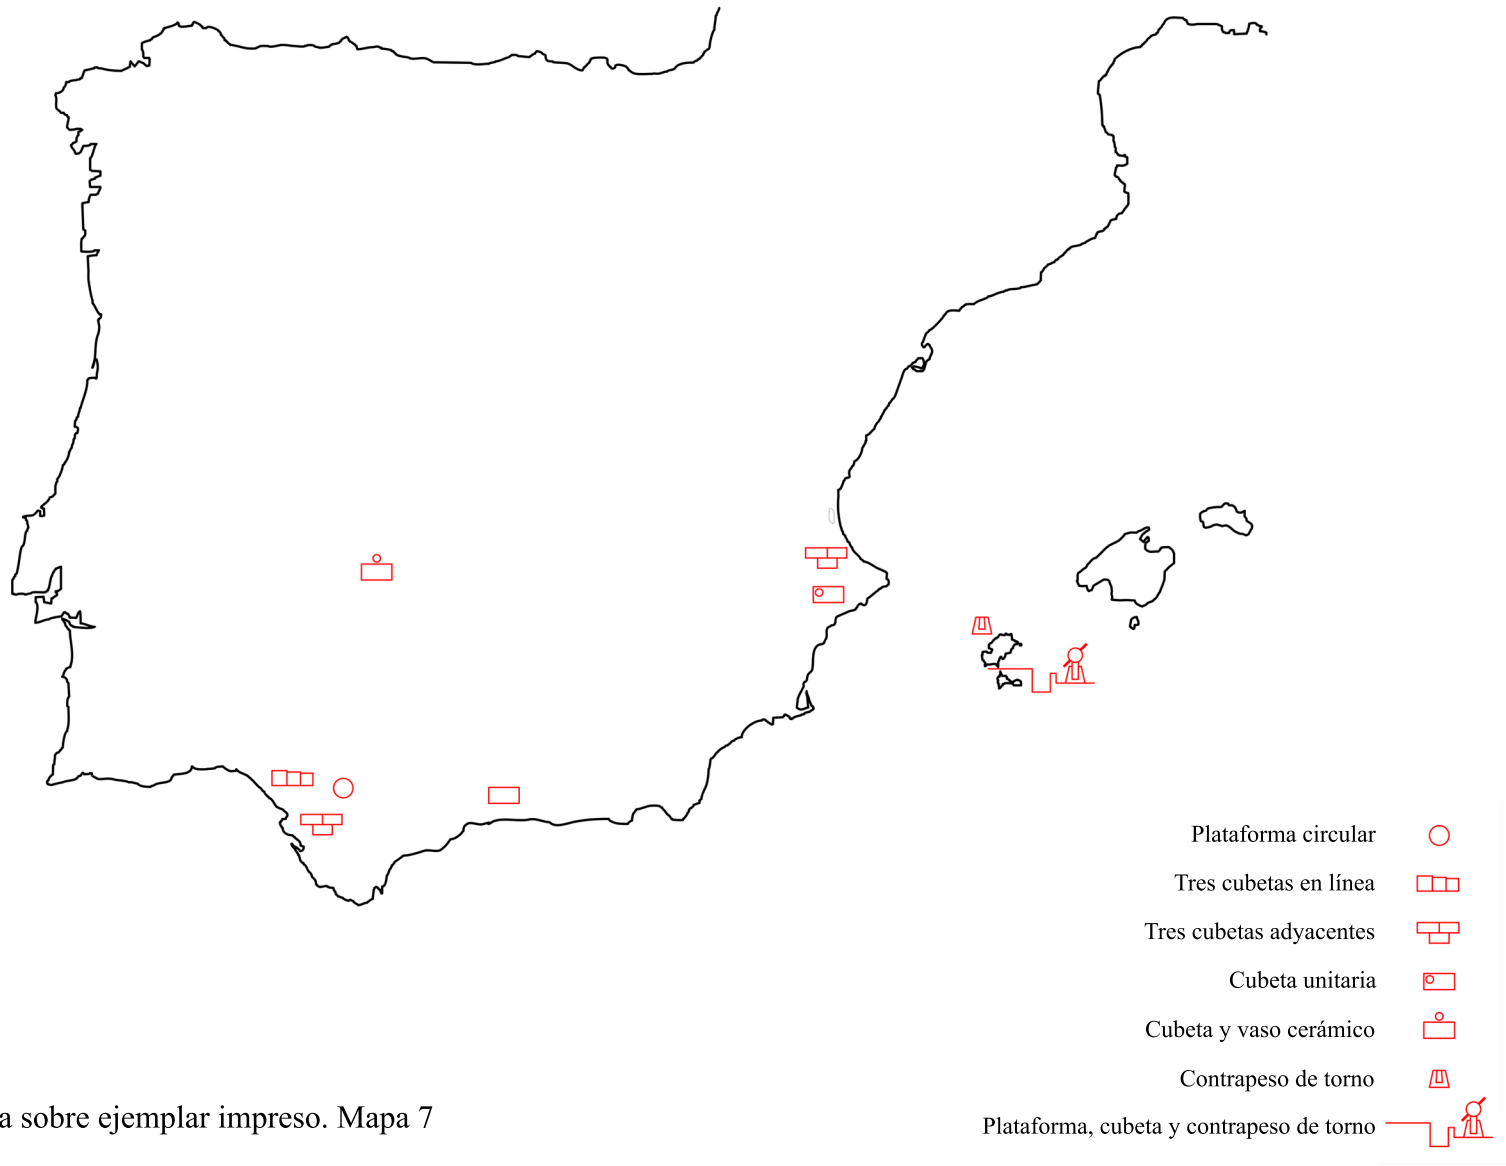 Plataforma circular
Tres cubetas en línea
Tres cubetas adyacentes
Cubeta unitaria
Cubeta y vaso cerámico
Contrapeso de torno
Plataforma, cubeta y contrapeso de torno
a sobre ejemplar impreso. Mapa 7